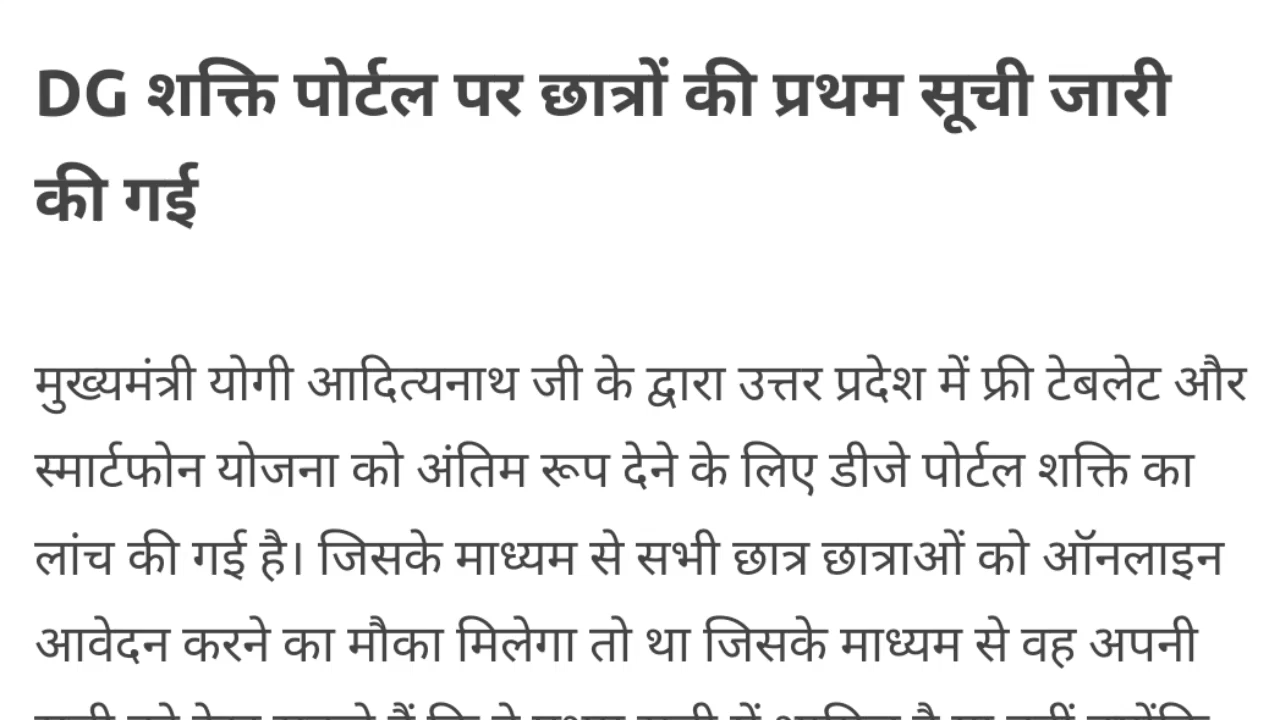 DG शक्ति पोर्टल पर छात्रों की प्रथम सूची जारी
की गई
मुख्यमंत्री योगी आदित्यनाथ जी के द्वारा उत्तर प्रदेश में फ्री टेबलेट और
स्मार्टफोन योजना को अंतिम रूप देने के लिए डीजे पोर्टल शक्ति का
लांच की गई है। जिसके माध्यम से सभी छात्र छात्राओं को ऑनलाइन
आवेदन करने का मौका मिलेगा तो था जिसके माध्यम से वह अपनी